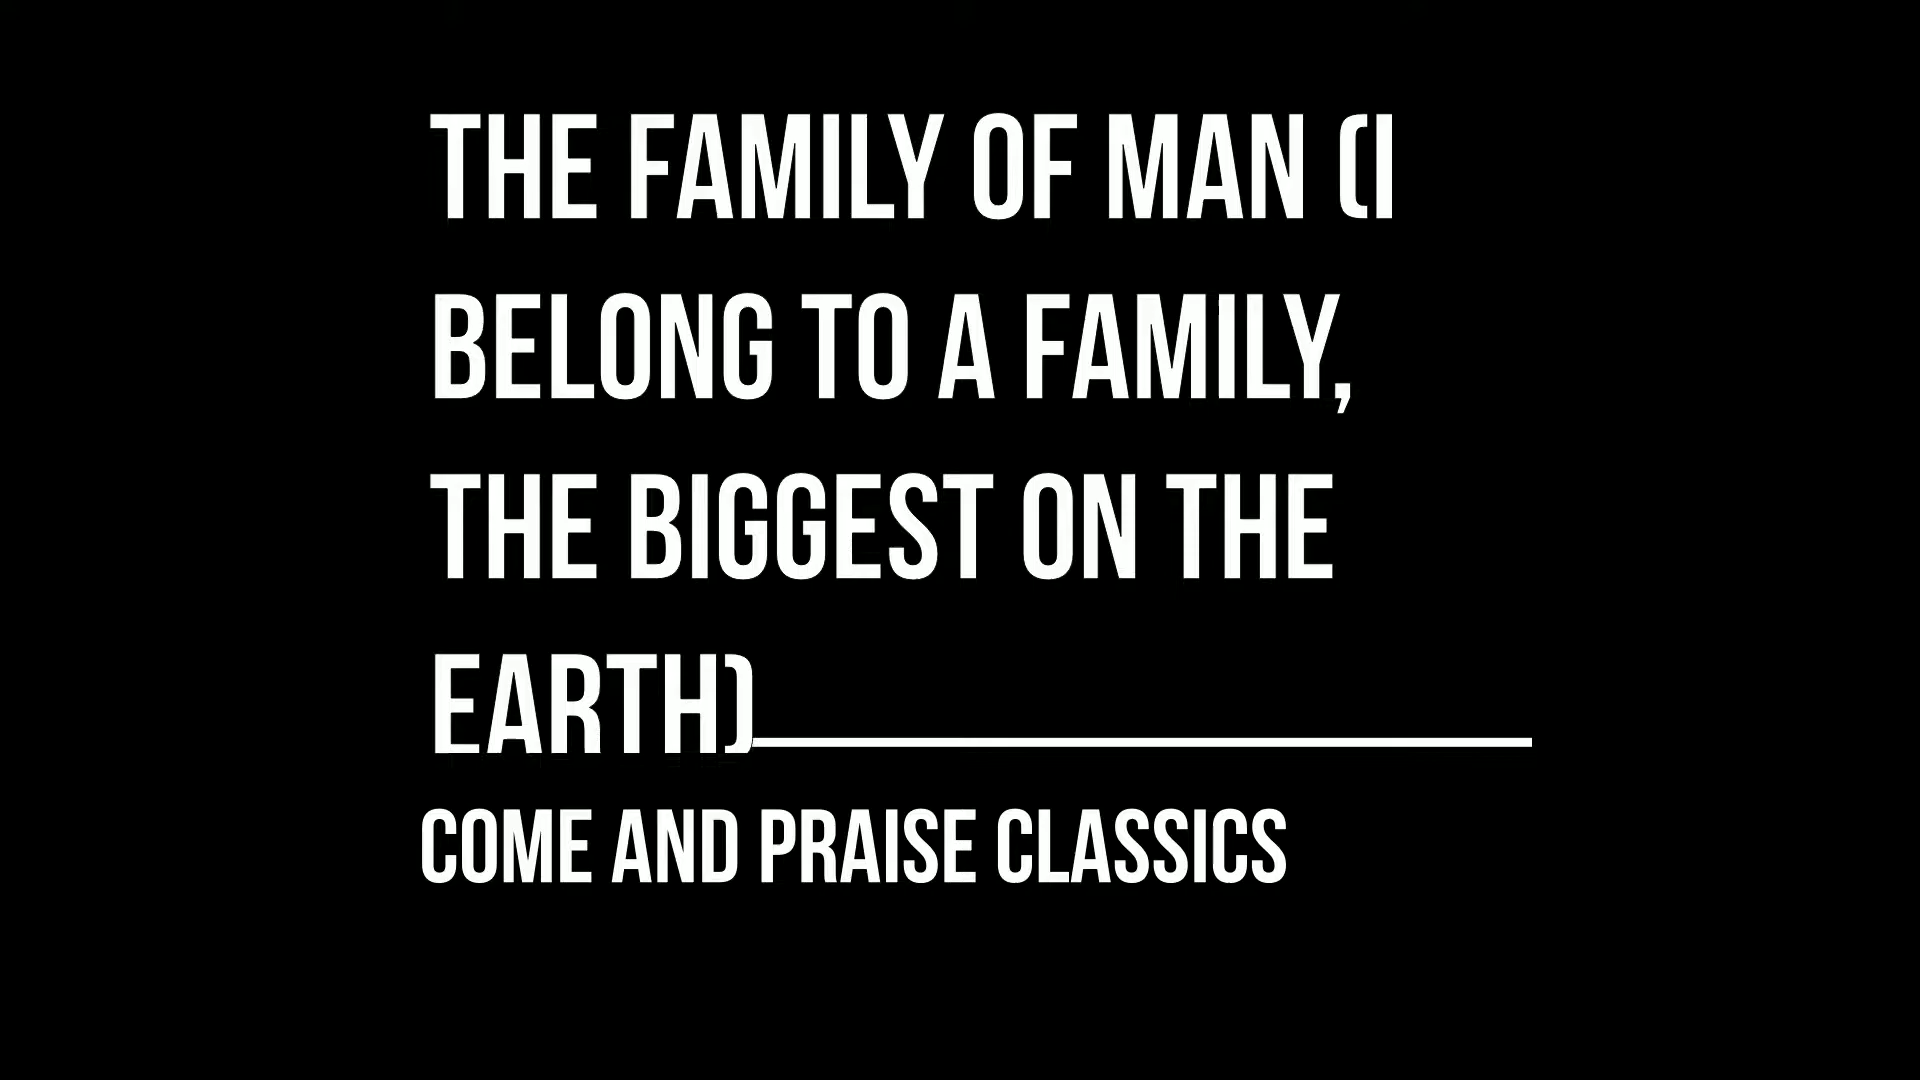 THE FAMILY OF MAN (I
BELONG TO A FAMILY,
THE BIGGEST ON THE
EARTH)
COME AND PRAISE CLASSICS